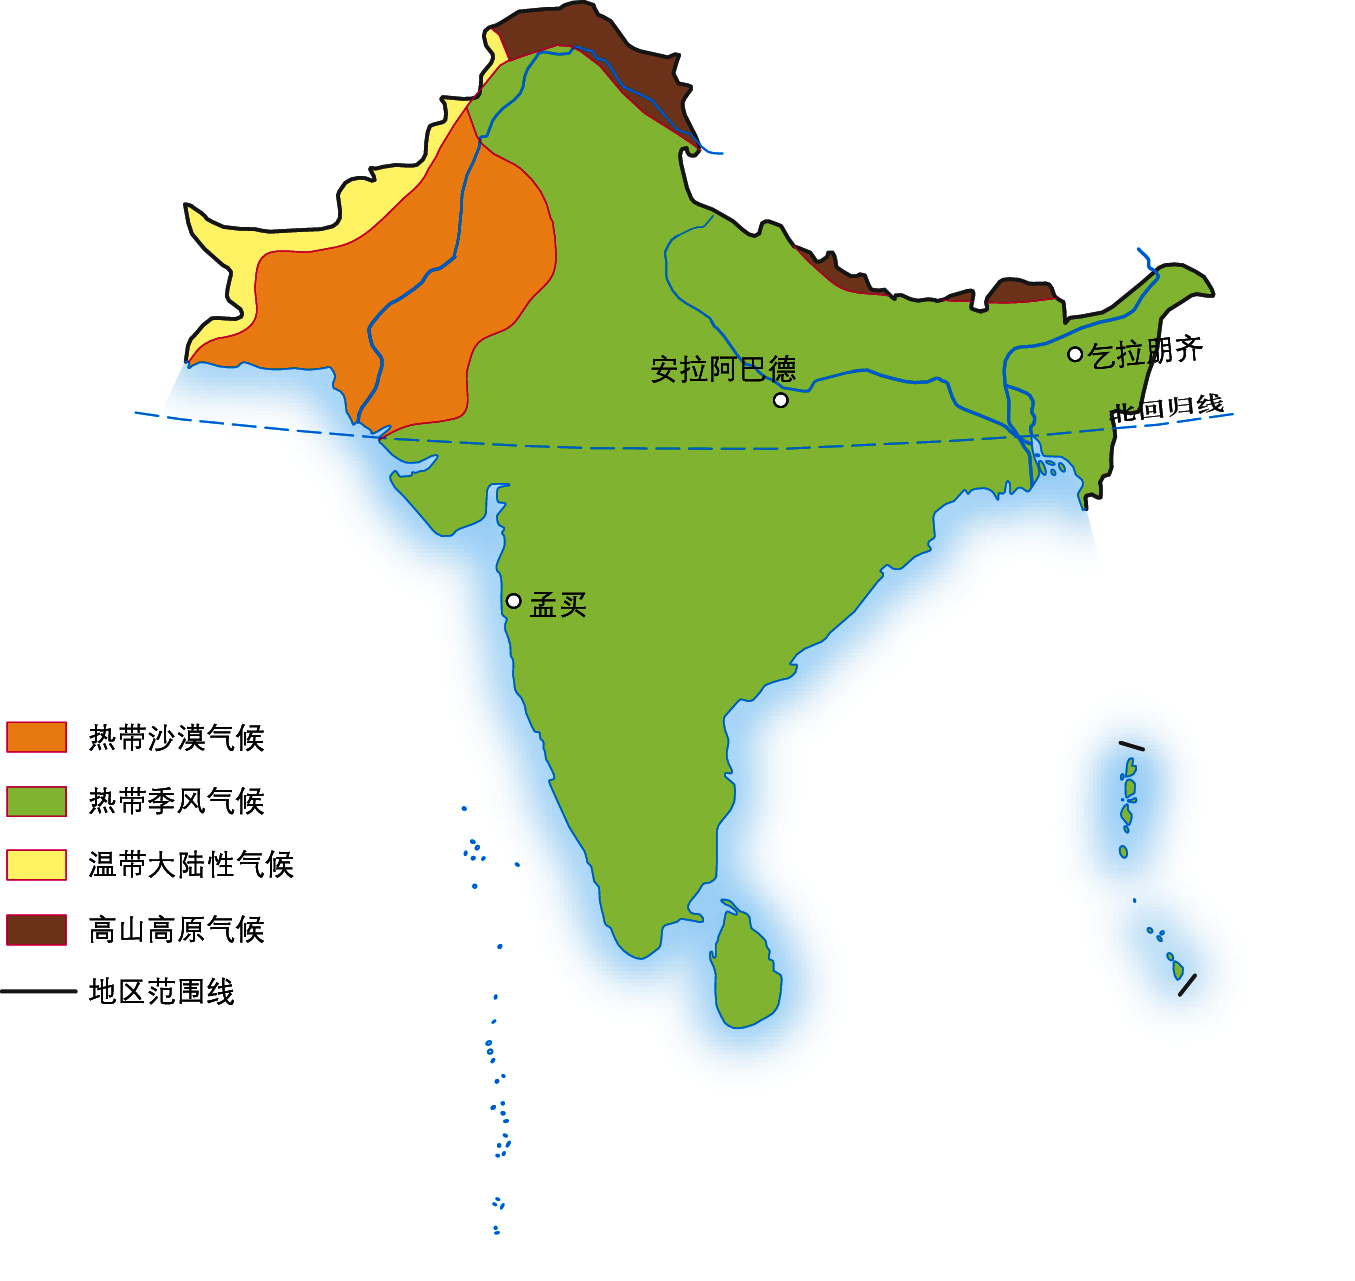 安拉阿巴德
乞拉朋齐
北回归线
孟买
热带沙漠气候
热带季风气候
温带大陆性气候
高山高原气候
地区范围线